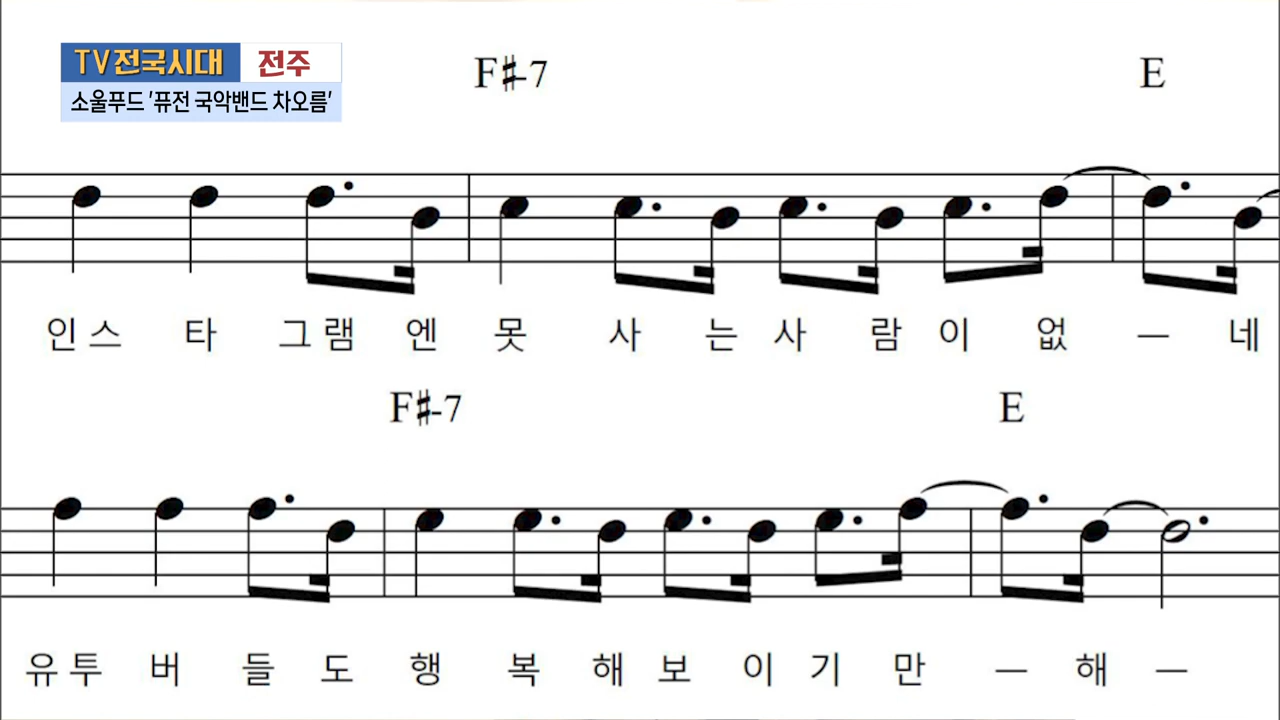 TV전국시대 전주
소울푸드 '퓨전 국악밴드 차오름'
F#-7 E
인스 타 그램 엔 못 사 는 사 람 이 없 — 네
F#-7 E
유투 버 들 도 행 복 해 보 이 기 만 — 해 —